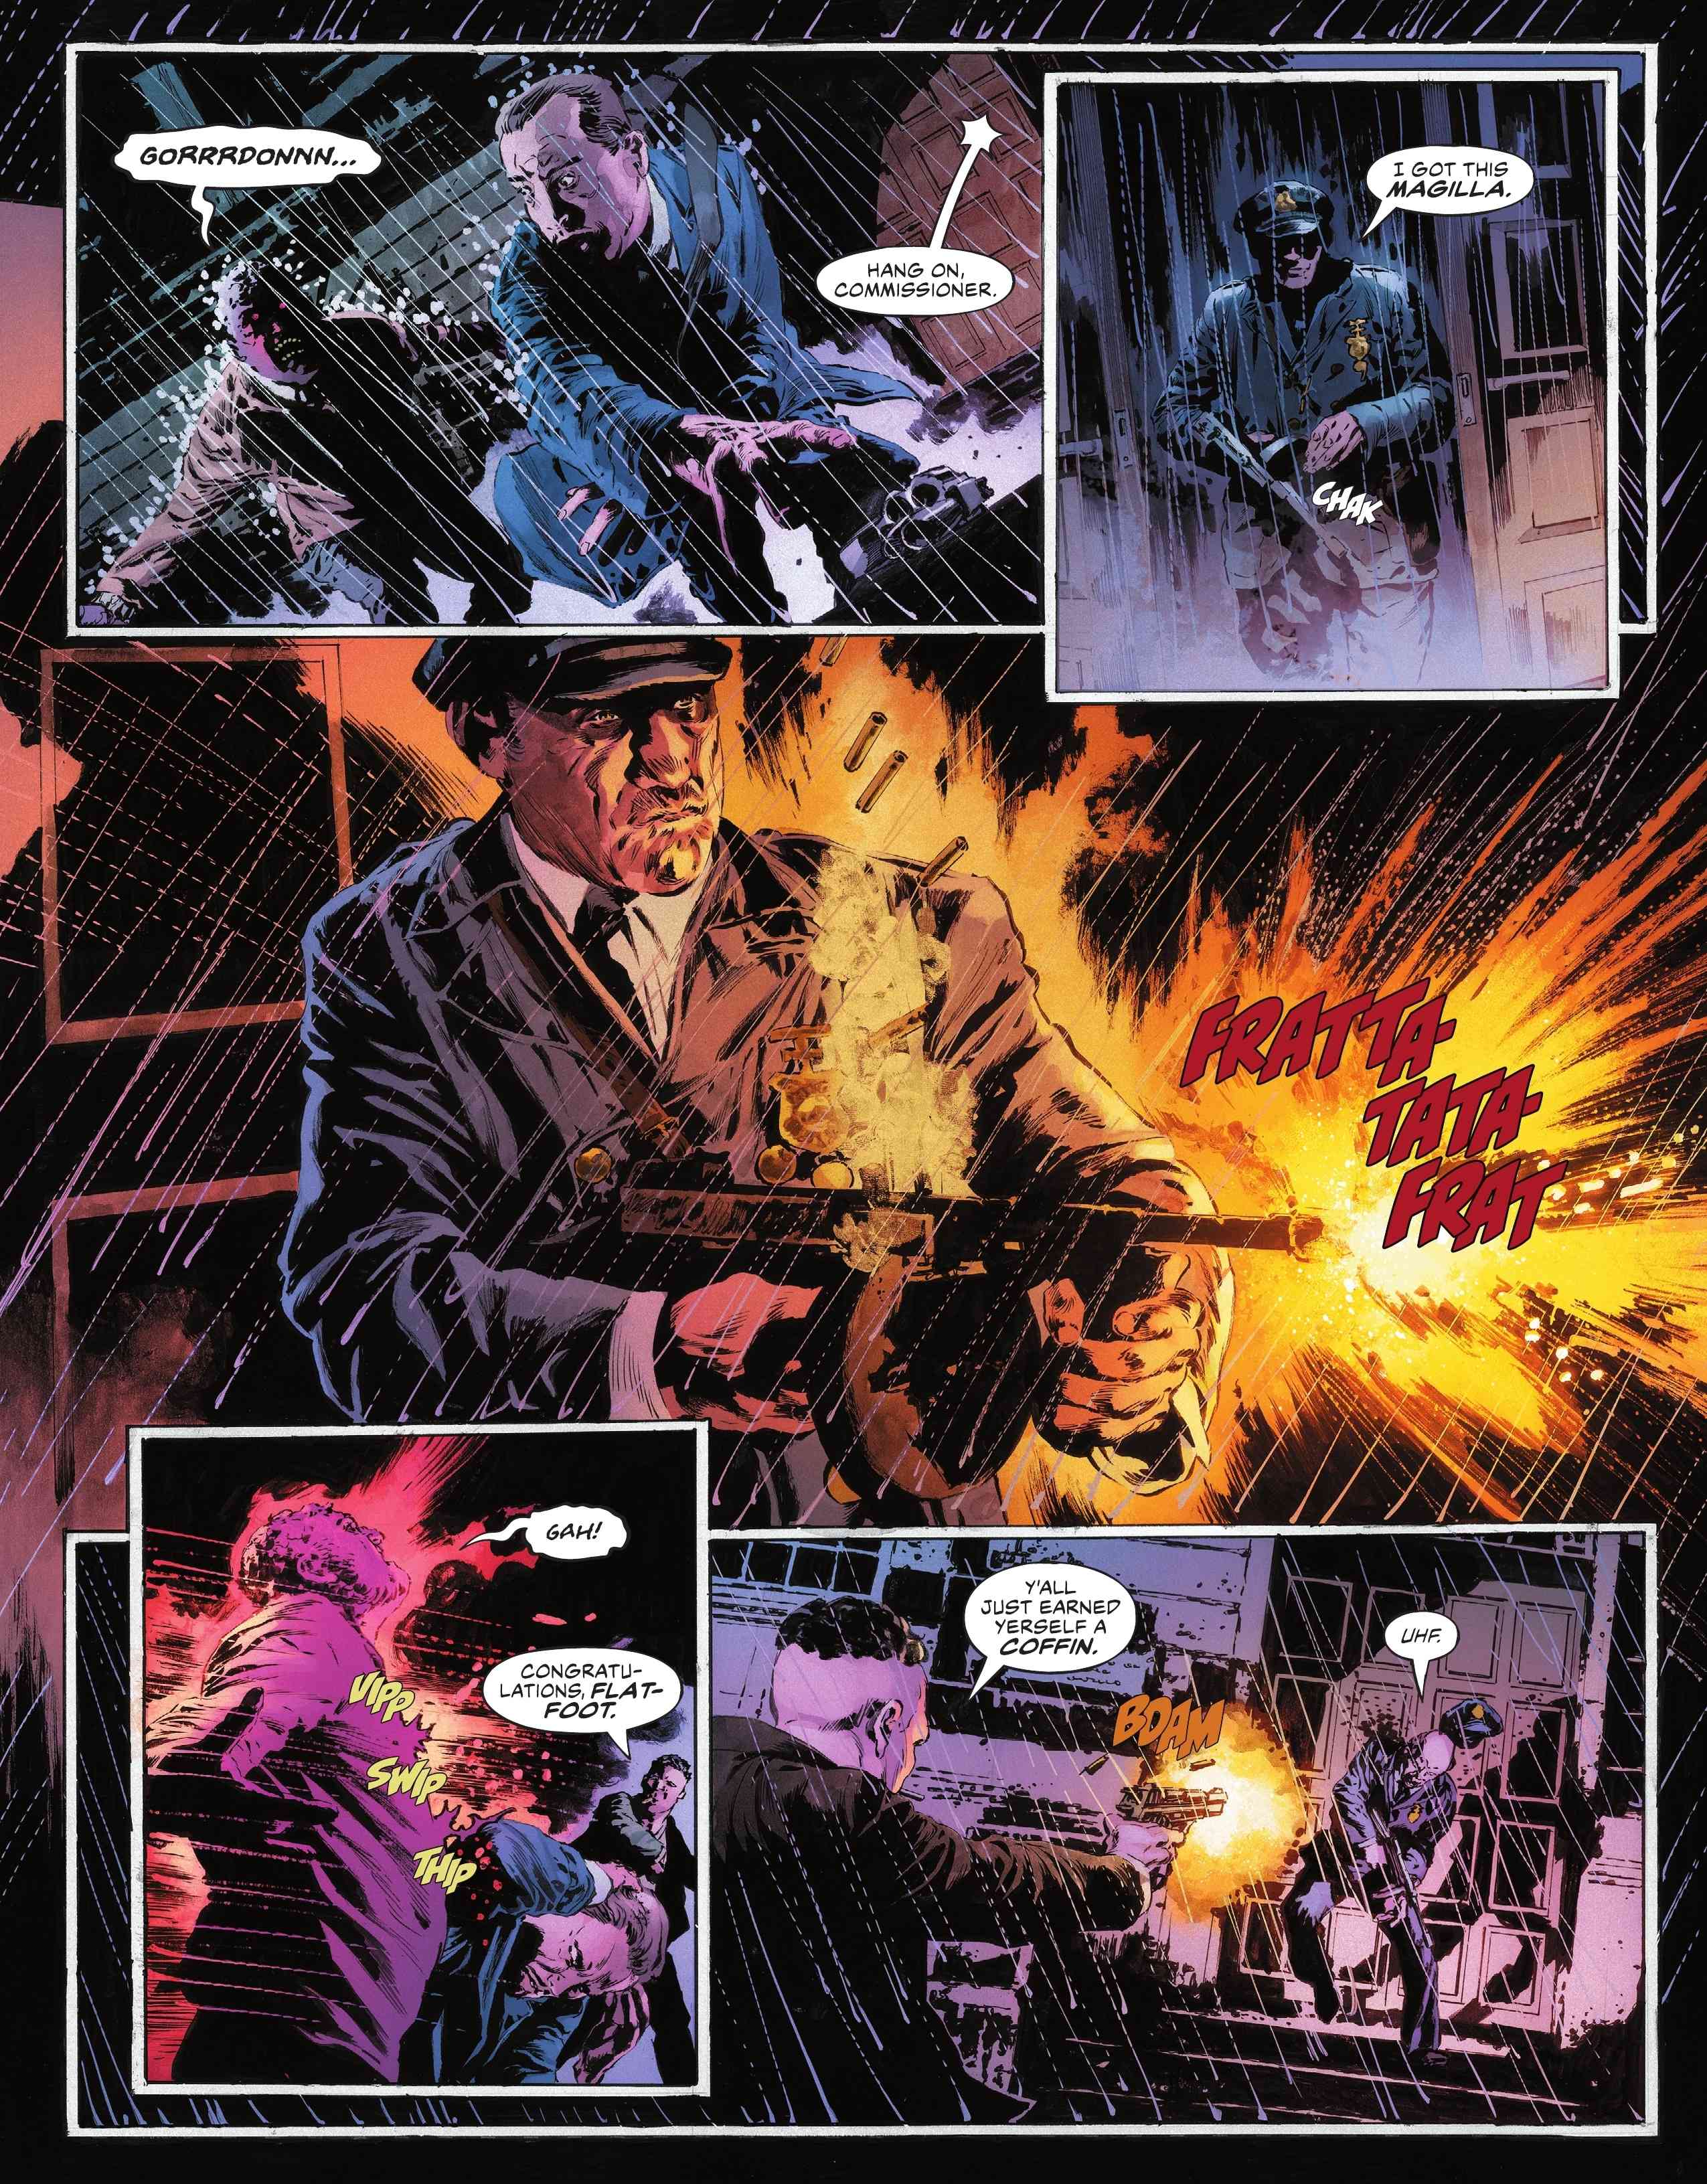 GORRRDONNN...
HANG ON,
COMMISSIONER.
I GOT THIS
MAGILLA.
CHAK
FRATTA-
TATA-
FRAT
GAH!
VIPP
SWIP
THIP
CONGRATU-
LATIONS, FLAT-
FOOT.
Y'ALL
JUST EARNED
YERSELF A
COFFIN.
BOAM
UHF.